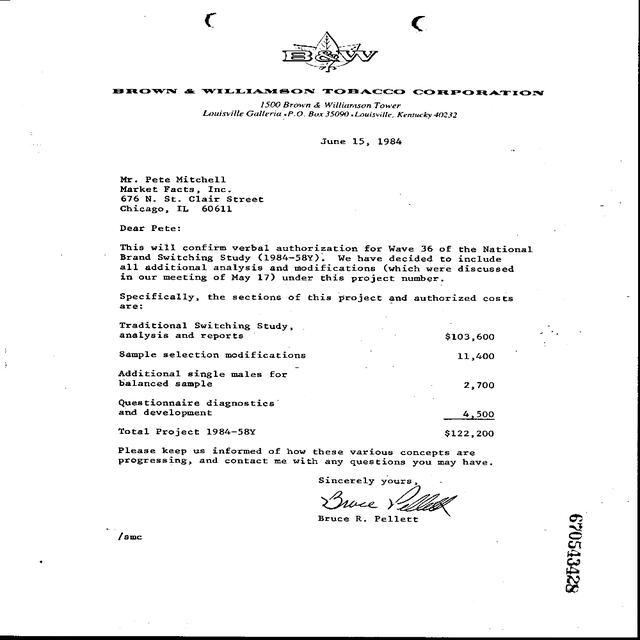 B&W
BROWN & WILLIAMSON TOBACCO CORPORATION
1500 Brown & Williamson Tower
Louisville Galleria • P.O. Box 35090 • Louisville, Kentucky 40232
June 15, 1984
Mr. Pete Mitchell
Market Facts, Inc.
676 N. St. Clair Street
Chicago, IL 60611
Dear Pete:
This will confirm verbal authorization for Wave 36 of the National
Brand Switching Study (1984-58Y). We have decided to include
all additional analysis and modifications (which were discussed
in our meeting of May 17) under this project number.
Specifically, the sections of this project and authorized costs
are:
Traditional Switching Study,
analysis and reports $103,600
Sample selection modifications 11,400
Additional single males for
balanced sample 2,700
Questionnaire diagnostics
and development 4,500
Total Project 1984-58Y $122,200
Please keep us informed of how these various concepts are
progressing, and contact me with any questions you may have.
Sincerely yours,
Bruce Pellett
Bruce R. Pellett
/smc
670543428